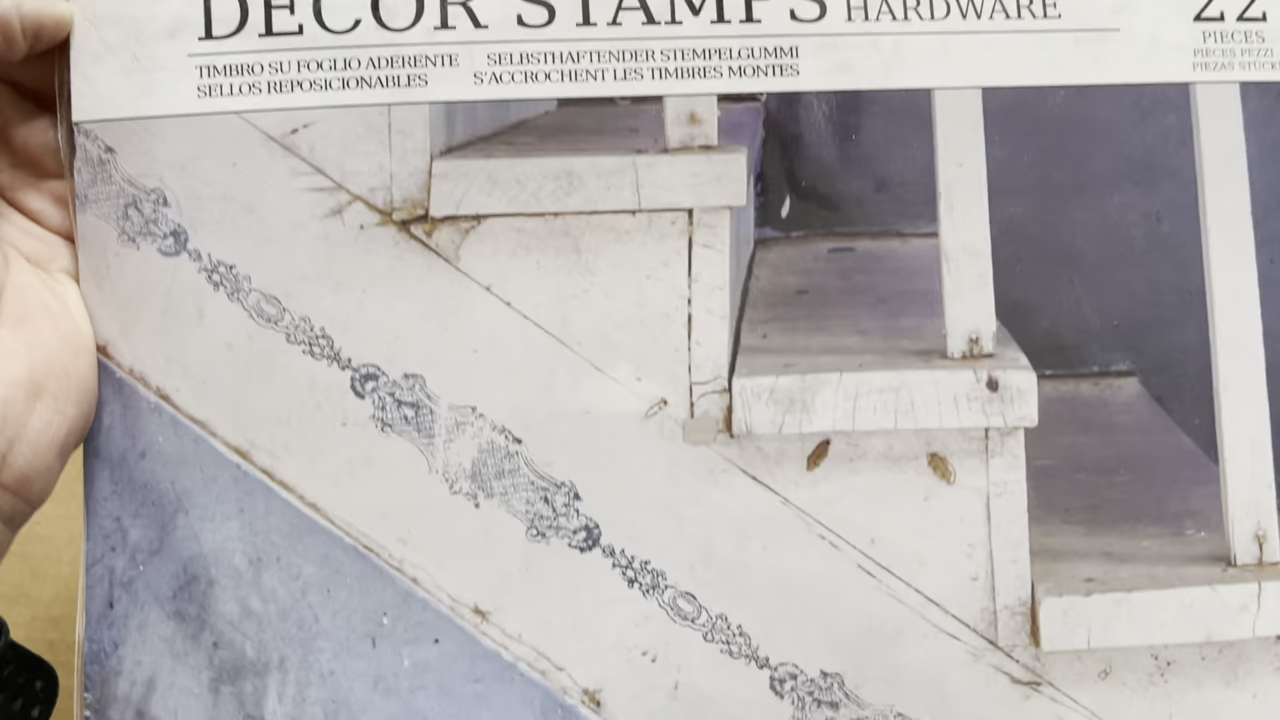 DECOR STAMPS HARDWARE
22
PIECES
PIECES PEZZI
PIEZAS STÜCKE
TIMBRO SU FOGLIO ADERENTE SELBSTHAFTENDER STEMPELGUMMI
SELLOS REPOSICIONABLES S'ACCROCHENT LES TIMBRES MONTES